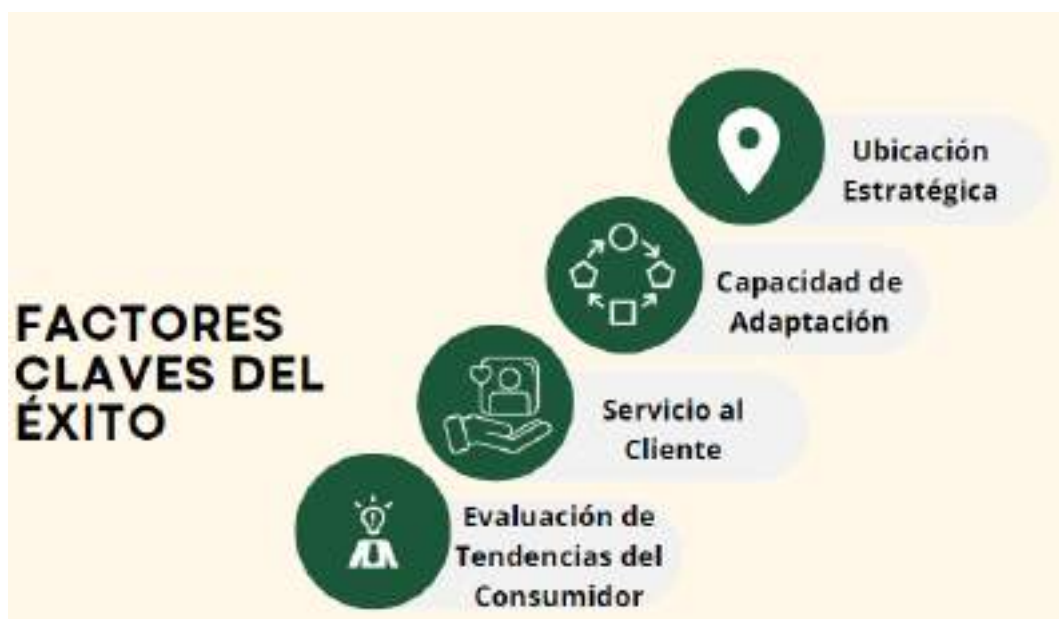 FACTORES
CLAVES DEL
ÉXITO
Ubicación
Estratégica
Capacidad de
Adaptación
Servicio al
Cliente
Evaluación de
Tendencias del
Consumidor